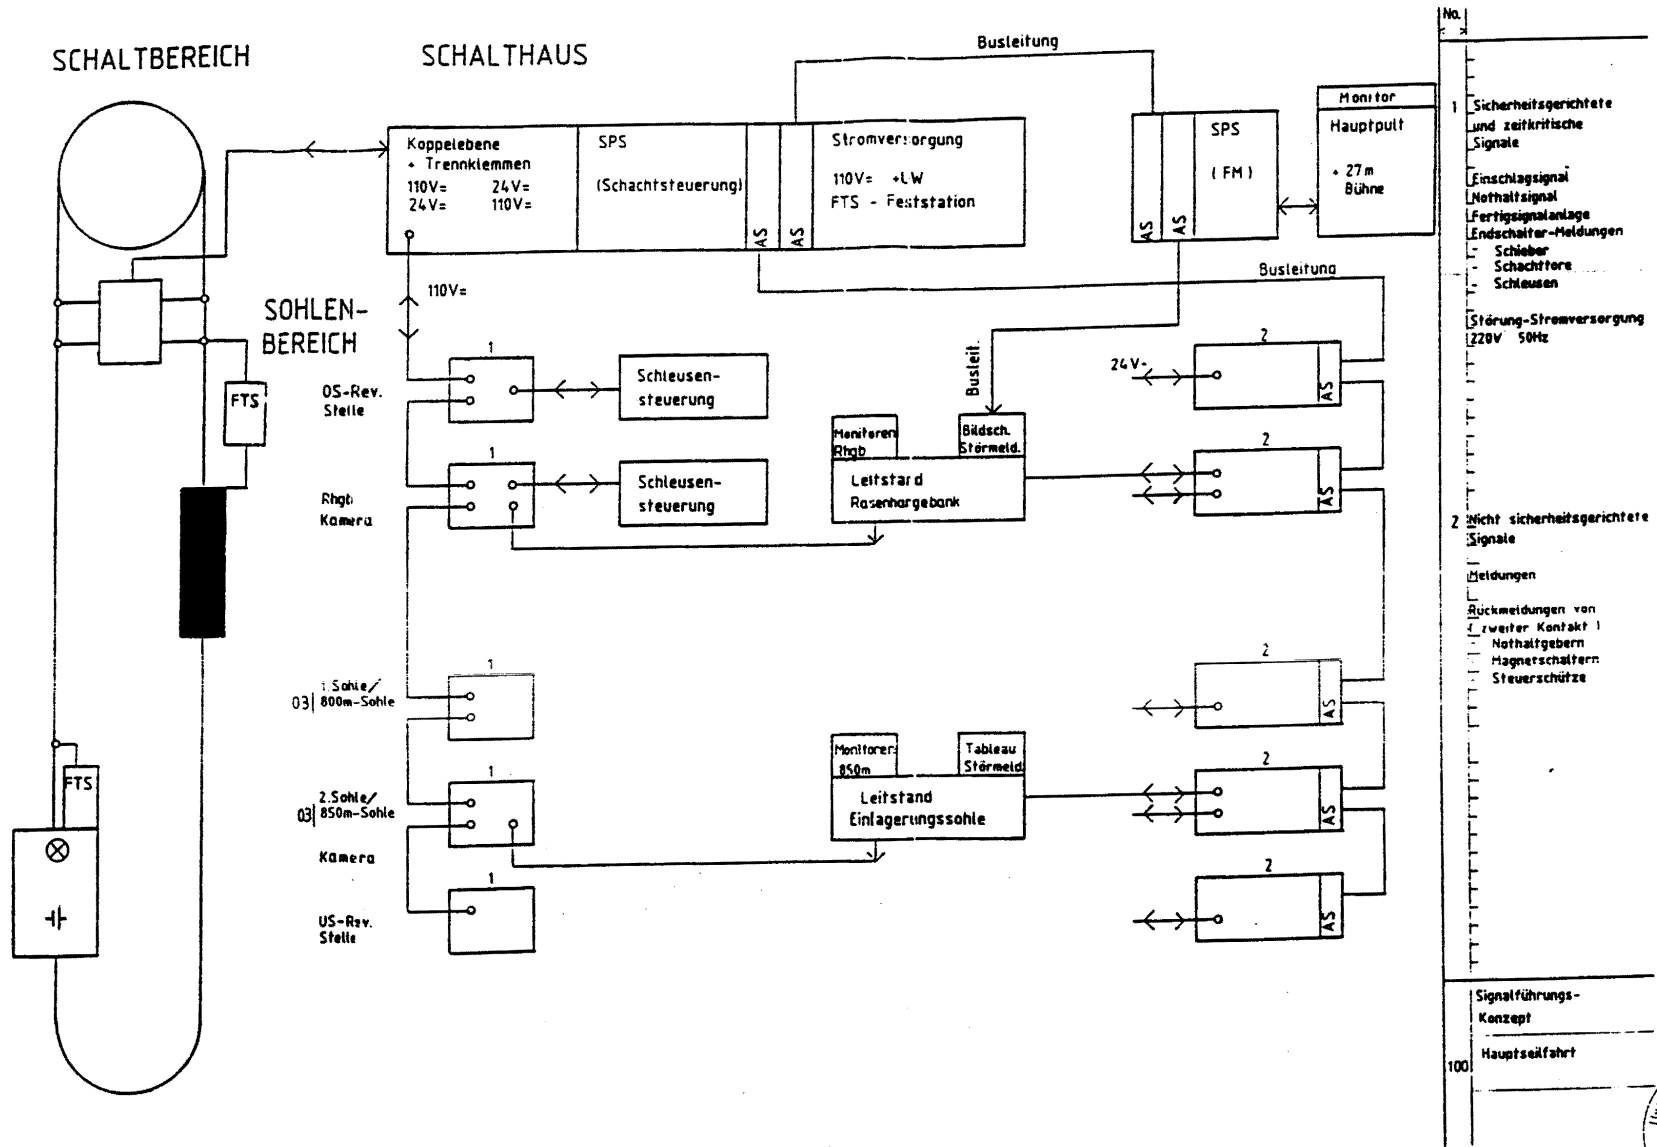 SCHALTBEREICH
SCHALTHAUS
Busleitung
Koppelebene
+ Trennklemmen
110V= 24V=
24V= 110V=
SPS
(Schachtsteuerung)
AS
AS
Stromversorgung
110V= +LW
FTS - Feststation
AS
AS
SPS
(FM)
Monitor
Hauptpult
+ 27m
Bühne
Busleitung
110V=
SOHLEN-
BEREICH
FTS
OS-Rev.
Stelle
1
Schleusen-
steuerung
Busleit.
24V-
2
AS
Rhgb
Kamera
1
Schleusen-
steuerung
Monitoren
Rhgb
Bildsch.
Störmeld.
Leitstand
Rasenhängebank
2
AS
03
1.Sohle/
800m-Sohle
1
2
AS
FTS
03
2.Sohle/
850m-Sohle
Kamera
1
Monitoren
850m
Tableau
Störmeld.
Leitstand
Einlagerungssohle
2
AS
US-Rev.
Stelle
1
2
AS
No.
1
Sicherheitsgerichtete
und zeitkritische
Signale
Einschlagsignal
Nothaltsignal
Fertigsignalanlage
Endschalter-Meldungen
- Schieber
- Schachttore
- Schleusen
Störung-Stromversorgung
220V 50Hz
2
Nicht sicherheitsgerichtete
Signale
Meldungen
Rückmeldungen von
( zweiter Kontakt )
Nothaltgebern
Magnetschaltern
Steuerschütze
Signalführungs-
Konzept
100
Hauptseilfahrt